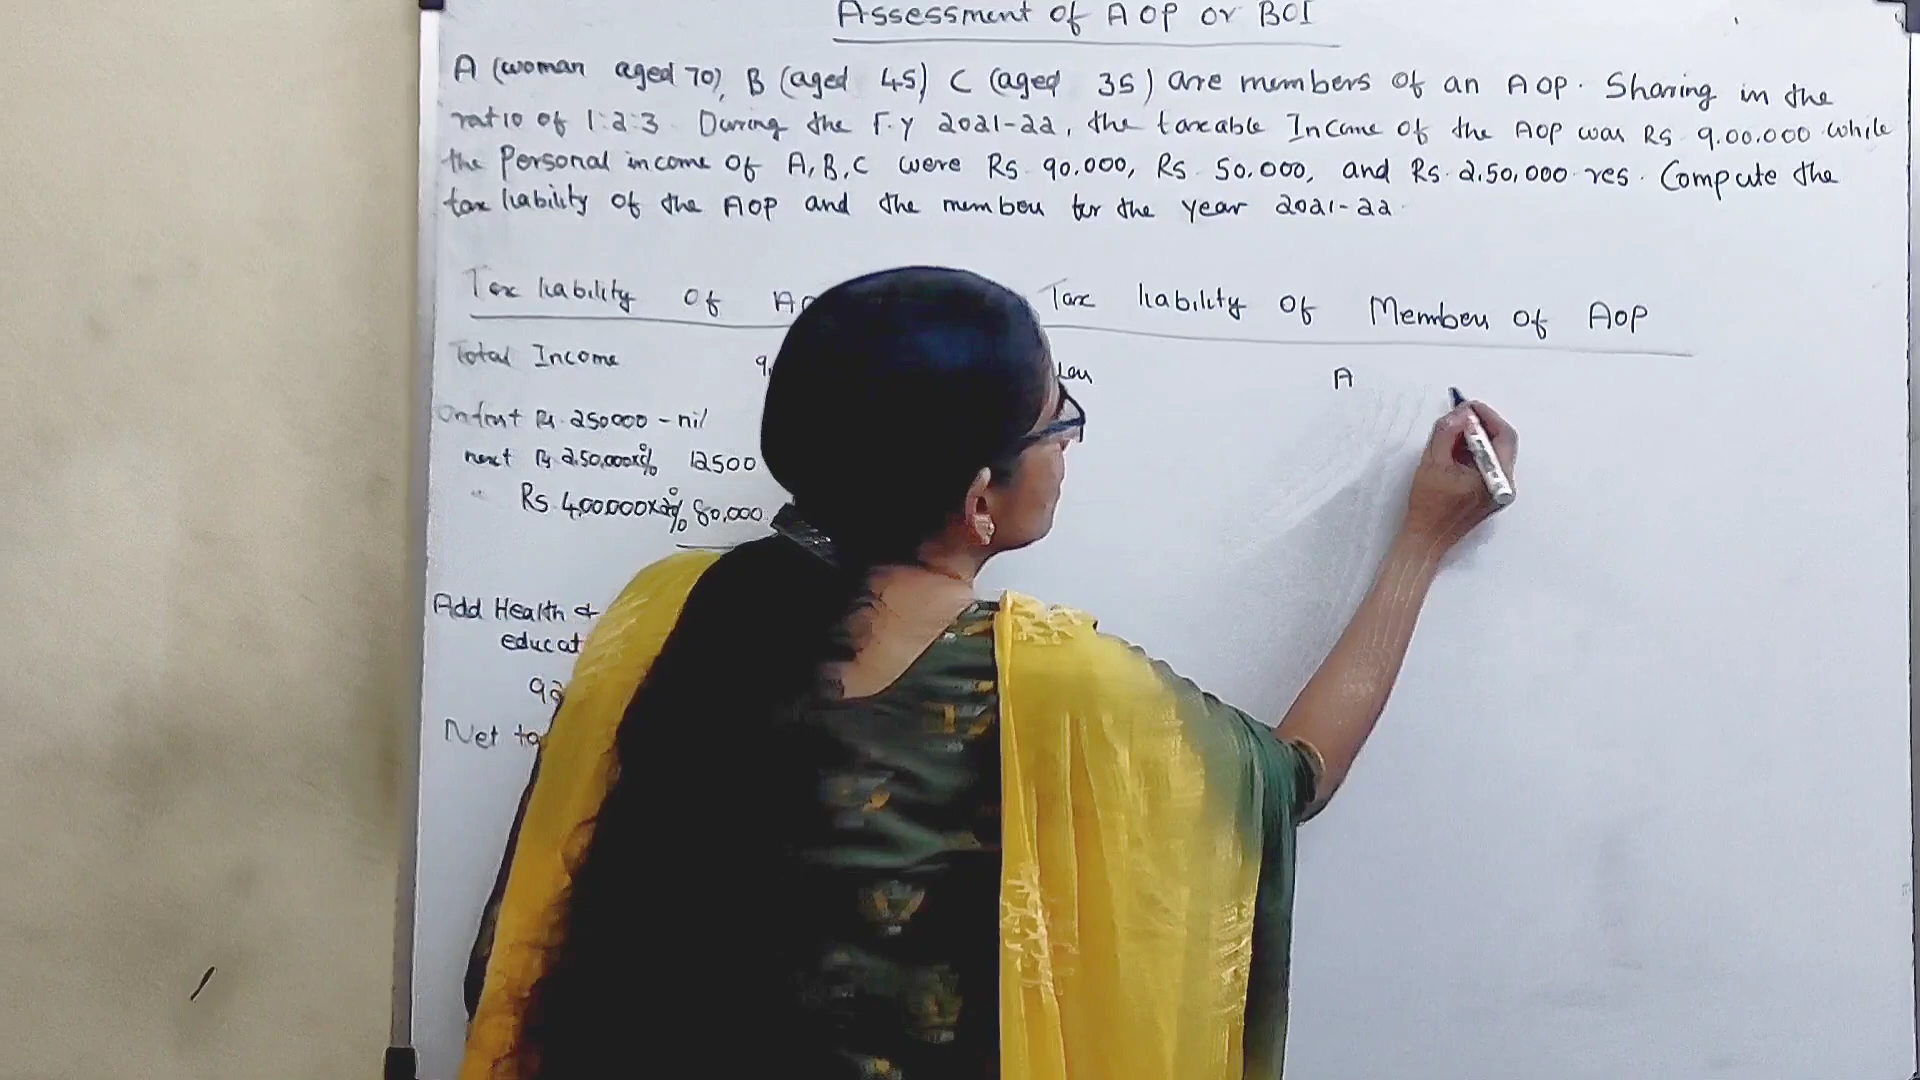 Assessment of AOP or BOI
A (woman aged 70), B (aged 45) C (aged 35) are members of an AOP. Sharing in the
ratio of 1:2:3. During the F.Y 2021-22, the taxable Income of the AOP was Rs 9.00.000 while
the Personal income of A, B, C were Rs. 90.000, Rs. 50.000, and Rs. 2.50,000 res. Compute the
tax liability of the AOP and the member for the year 2021-22.
Tax liability of AO
Tax liability of Member of AOP
Total Income 9,
A
Rs. 250000 - nil
next Rs 2,50,000x5% 12500
Rs. 4,00000x20% 80,000
Add Health &
educat
92
Net ta